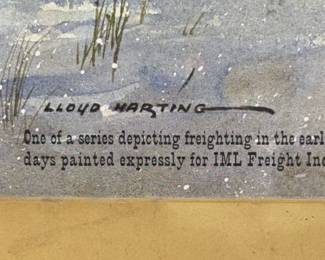 LLOYD HARTING
One of a series depicting freighting in the earl
days painted expressly for IML Freight Inc